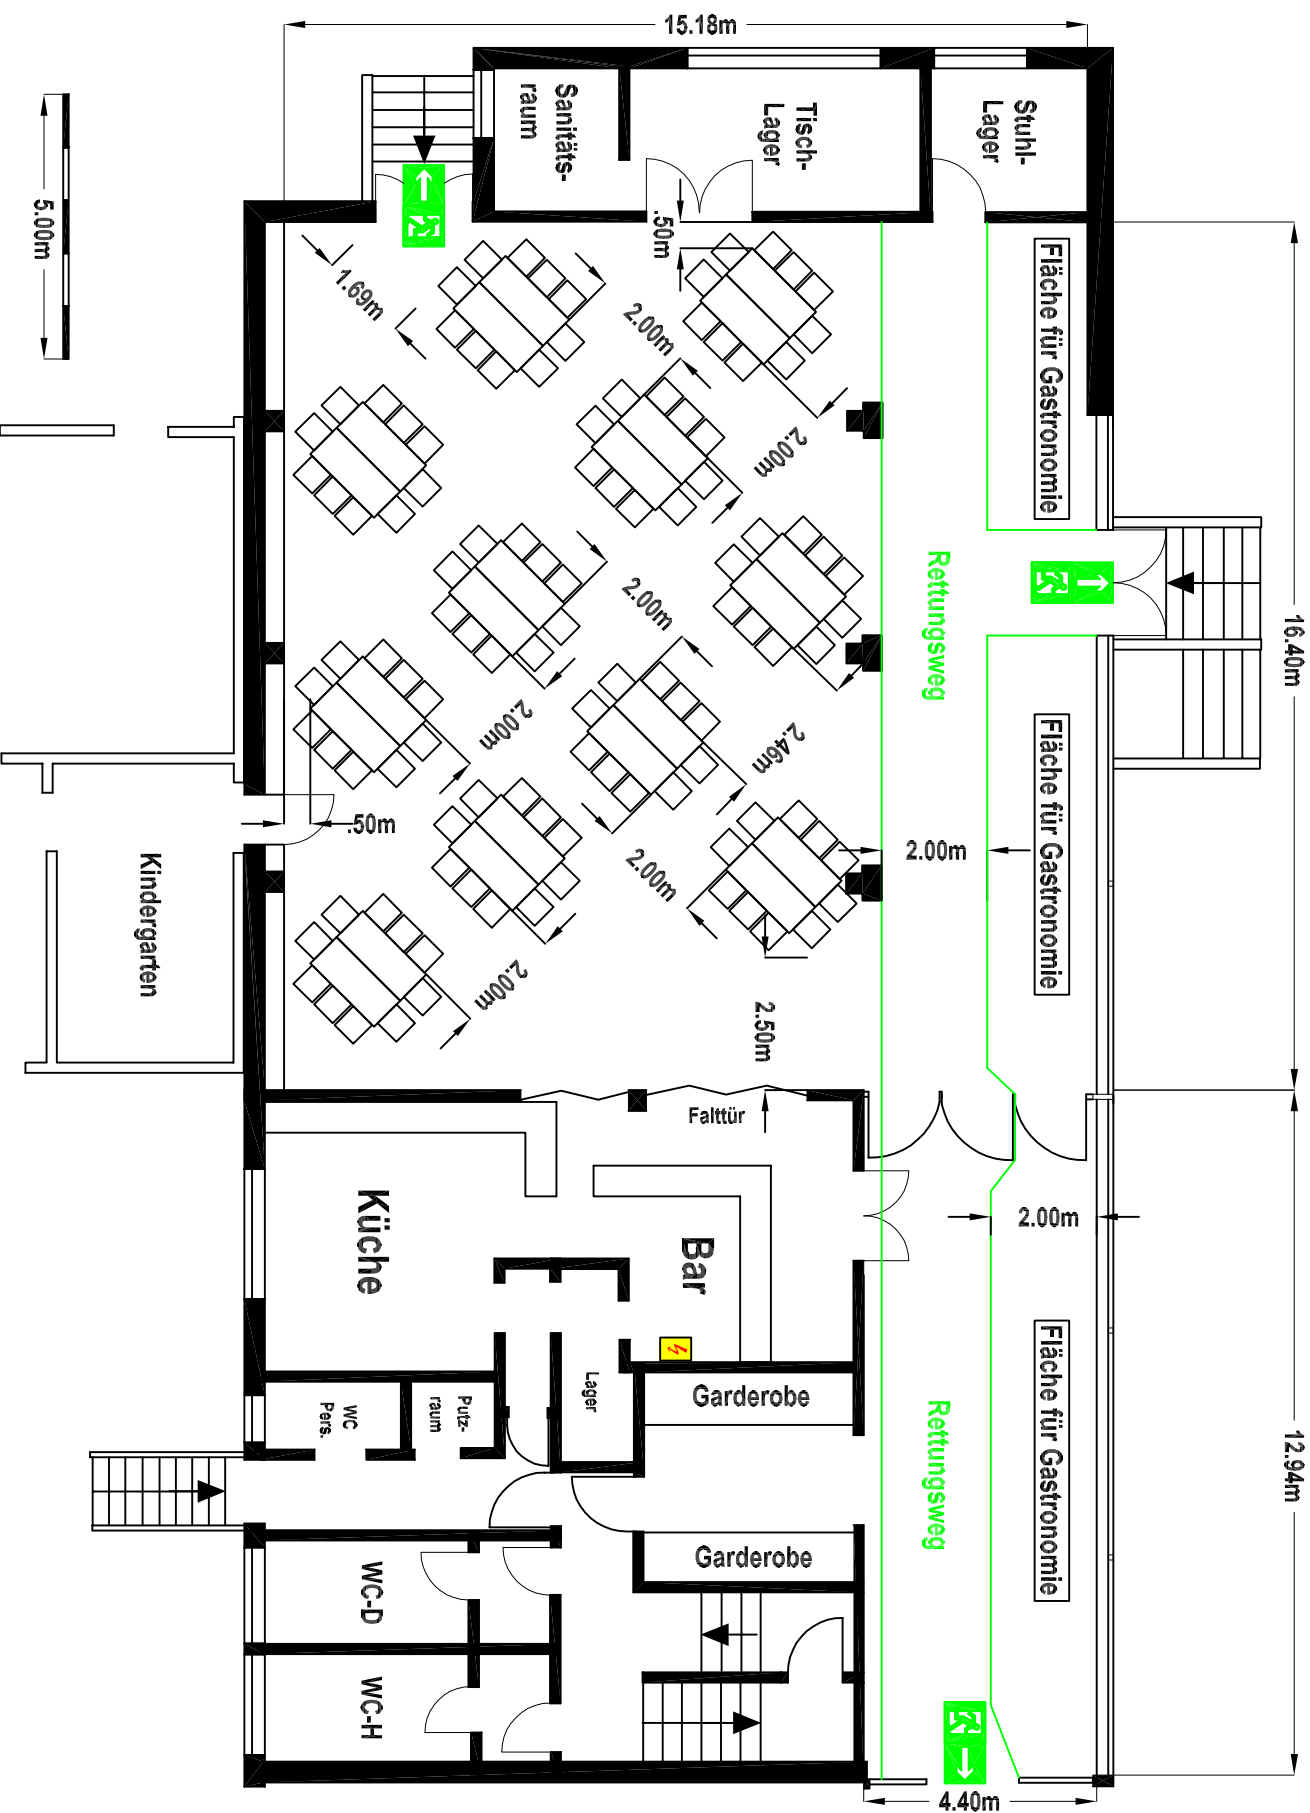 15.18m
5.00m
Sanitäts-
raum
Tisch-
Lager
Stuhl-
Lager
.50m
1.69m
2.00m
2.00m
Fläche für Gastronomie
16.40m
Rettungsweg
2.00m
2.00m
2.46m
Fläche für Gastronomie
.50m
2.00m
2.00m
Kindergarten
2.00m
2.50m
Falttür
2.00m
Küche
Bar
12.94m
Lager
Garderobe
WC
Pers.
Putz-
raum
Rettungsweg
Fläche für Gastronomie
Garderobe
WC-D
WC-H
4.40m